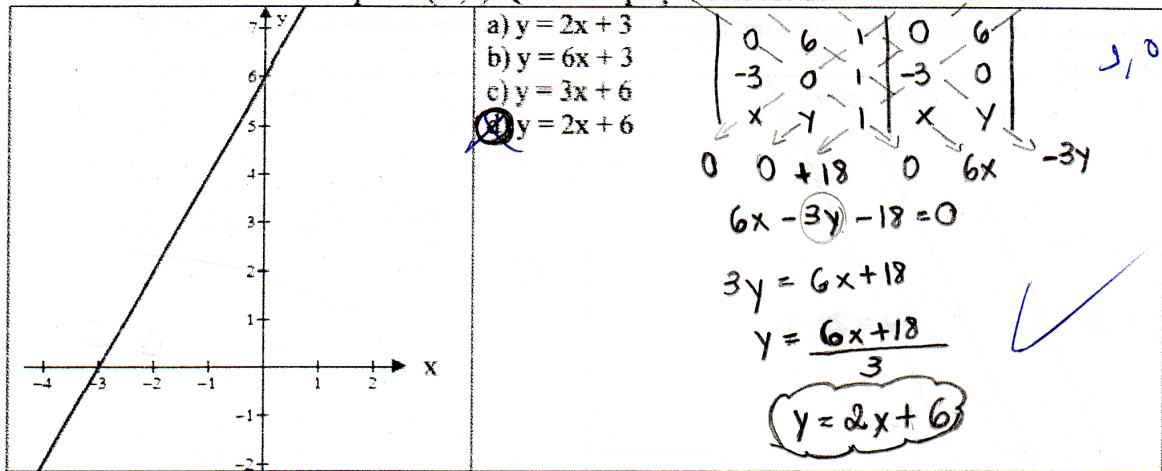 y
7
6
5
4
3
2
1
-4 -3 -2 -1 1 2 x
-1
-2
a) y = 2x + 3
b) y = 6x + 3
c) y = 3x + 6
d) y = 2x + 6
0 6 1 0 6
-3 0 1 -3 0
x y 1 x y
0 0 +18 0 6x -3y
6x - 3y - 18 = 0
3y = 6x + 18
y = 6x + 18
3
y = 2x + 6